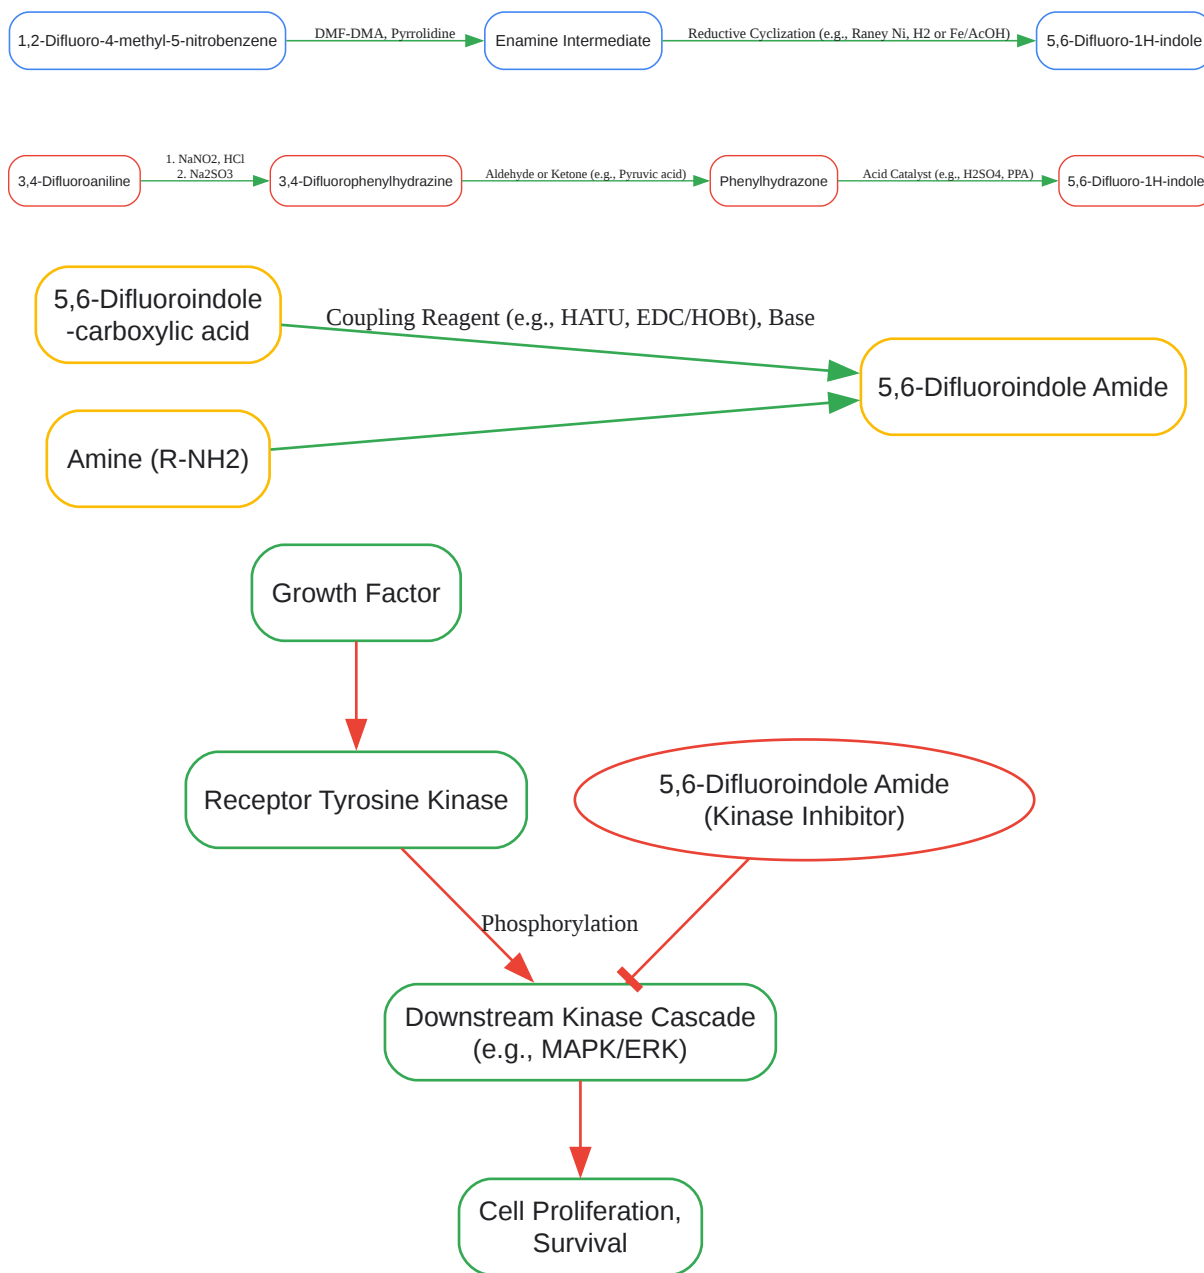 1,2-Difluoro-4-methyl-5-nitrobenzene
DMF-DMA, Pyrrolidine
Enamine Intermediate
Reductive Cyclization (e.g., Raney Ni, H2 or Fe/AcOH)
5,6-Difluoro-1H-indole
3,4-Difluoroaniline
1. NaNO2, HCl
2. Na2SO3
3,4-Difluorophenylhydrazine
Aldehyde or Ketone (e.g., Pyruvic acid)
Phenylhydrazone
Acid Catalyst (e.g., H2SO4, PPA)
5,6-Difluoro-1H-indole
5,6-Difluoroindole
-carboxylic acid
Coupling Reagent (e.g., HATU, EDC/HOBt), Base
5,6-Difluoroindole Amide
Amine (R-NH2)
Growth Factor
Receptor Tyrosine Kinase
5,6-Difluoroindole Amide
(Kinase Inhibitor)
Phosphorylation
Downstream Kinase Cascade
(e.g., MAPK/ERK)
Cell Proliferation,
Survival